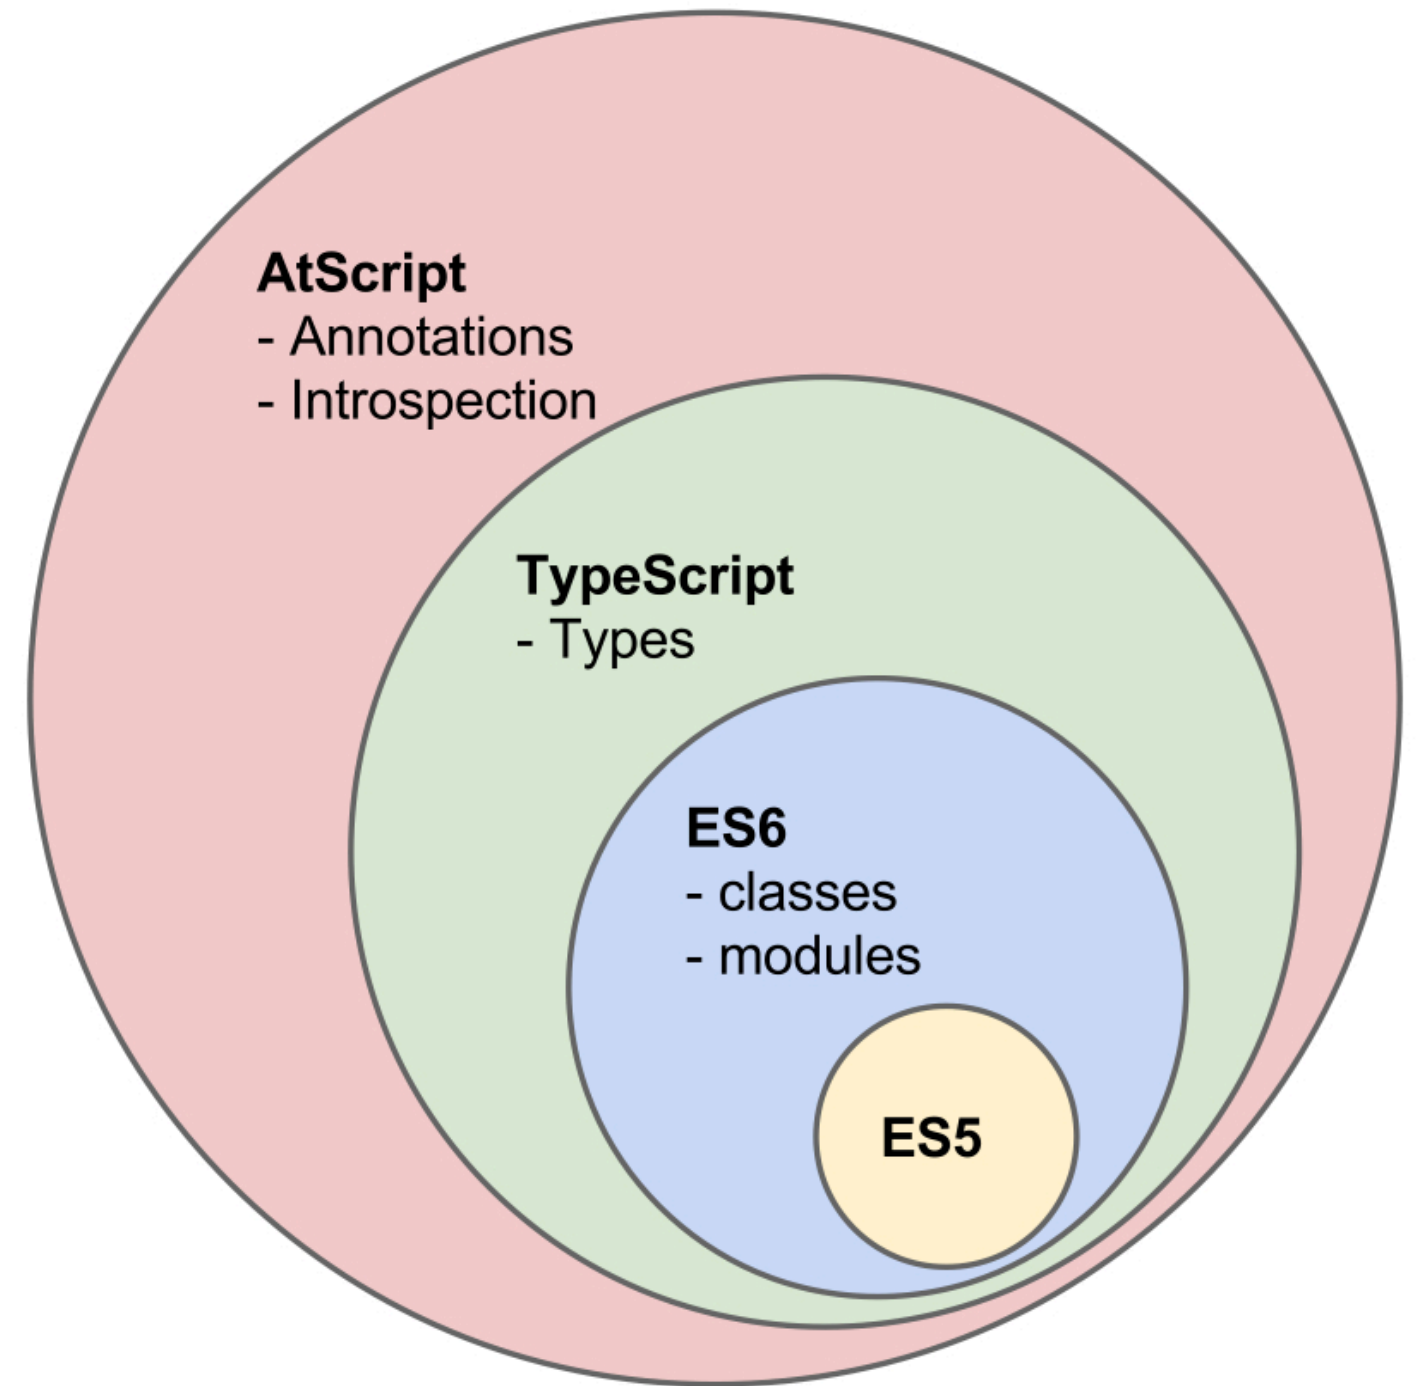 AtScript
- Annotations
- Introspection
TypeScript
- Types
ES6
- classes
- modules
ES5